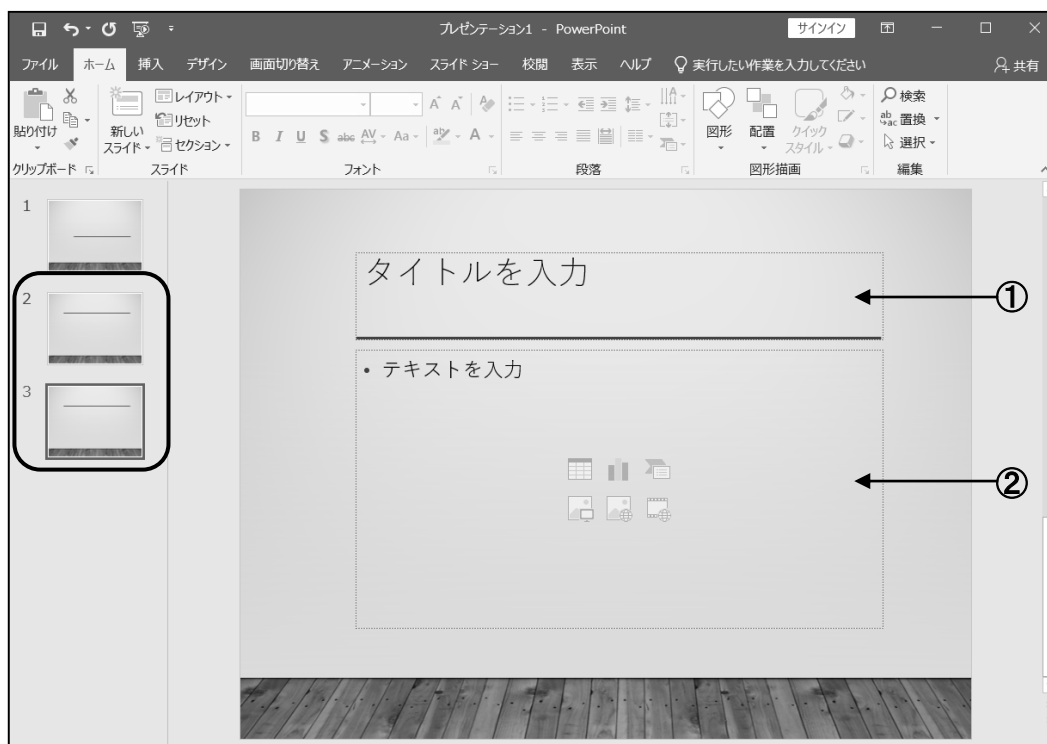 プレゼンテーション1 - PowerPoint
サインイン
ファイル ホーム 挿入 デザイン 画面切り替え アニメーション スライド ショー 校閲 表示 ヘルプ 実行したい作業を入力してください 共有
貼り付け
新しい
スライド
レイアウト
リセット
セクション
B I U S abc AV Aa A
図形
配置
クイック
スタイル
検索
置換
選択
クリップボード スライド フォント 段落 図形描画 編集
1
2
3
タイトルを入力
①
• テキストを入力
②